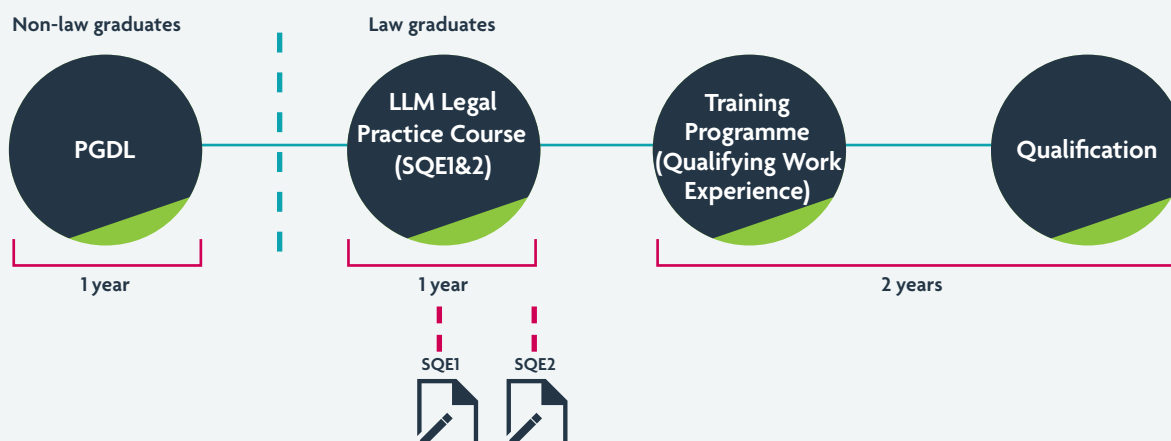 Non-law graduates
Law graduates
PGDL
LLM Legal
Practice Course
(SQE1&2)
Training
Programme
(Qualifying Work
Experience)
Qualification
1 year
1 year
2 years
SQE1
SQE2